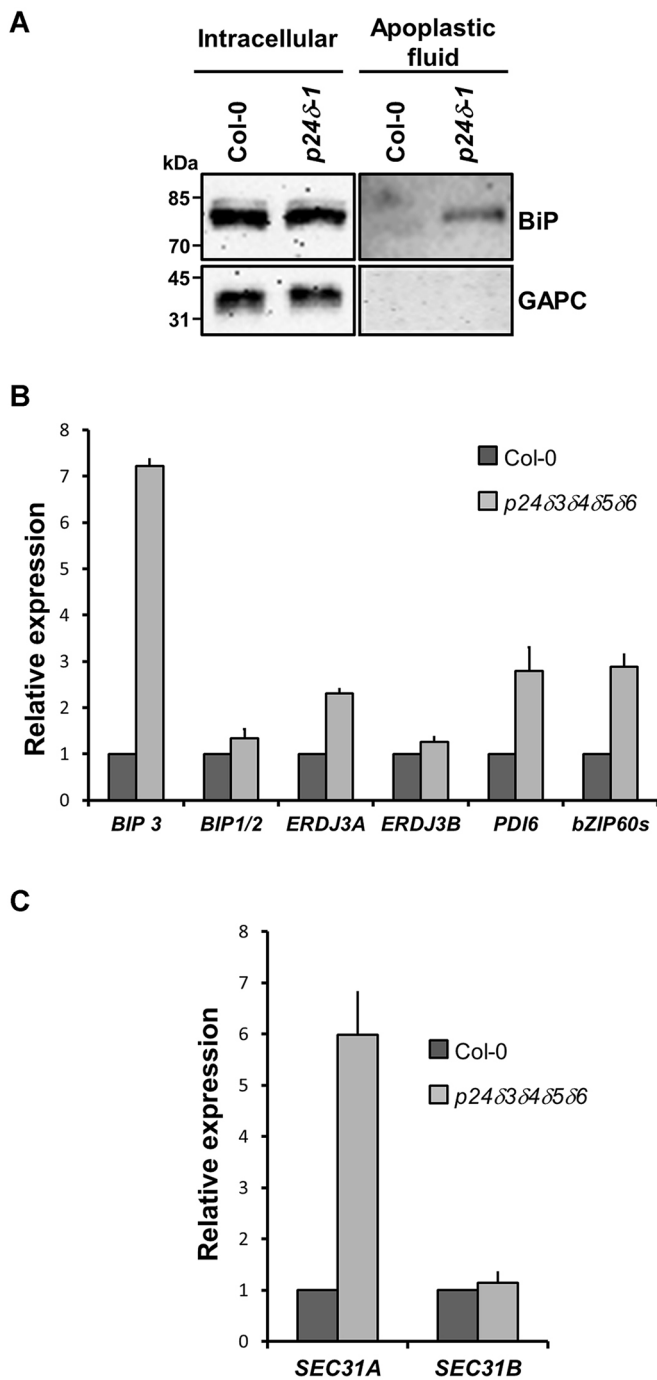 A
Intracellular
Apoplastic
fluid
Col-0
p24δ-1
Col-0
p24δ-1
kDa
85
70
BiP
45
31
GAPC
B
8
7
6
5
4
3
2
1
0
Relative expression
Col-0
p24δ3δ4δ5δ6
BIP 3 BIP1/2 ERDJ3A ERDJ3B PDI6 bZIP60s
C
8
7
6
5
4
3
2
1
0
Relative expression
Col-0
p24δ3δ4δ5δ6
SEC31A SEC31B